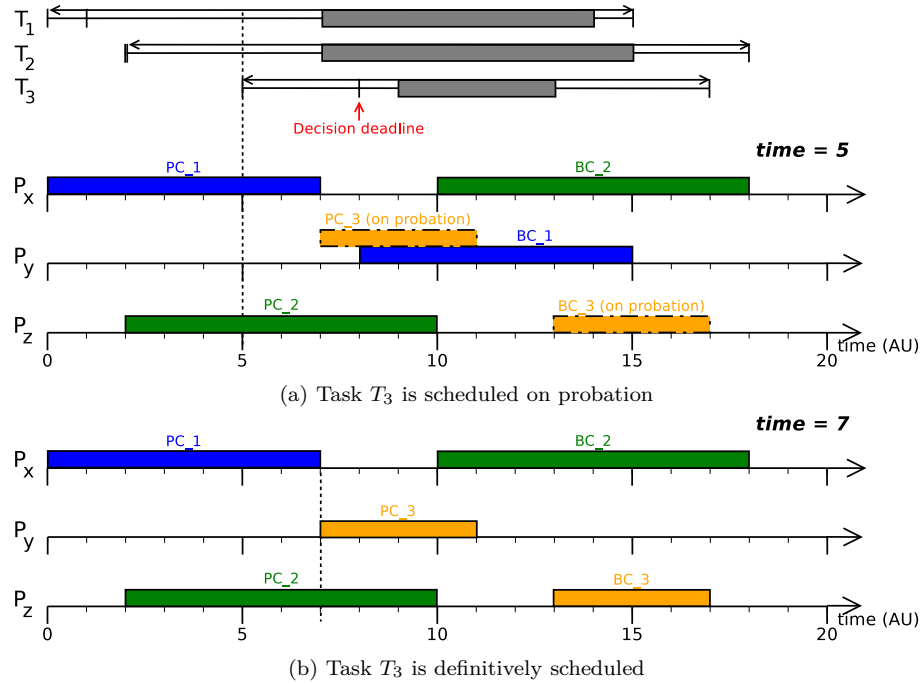 T1
T2
T3
Decision deadline
time = 5
PC_1
BC_2
Px
PC_3 (on probation)
BC_1
Py
PC_2
BC_3 (on probation)
Pz
time (AU)
0 5 10 15 20
(a) Task T3 is scheduled on probation
time = 7
PC_1
BC_2
Px
PC_3
Py
PC_2
BC_3
Pz
time (AU)
0 5 10 15 20
(b) Task T3 is definitively scheduled